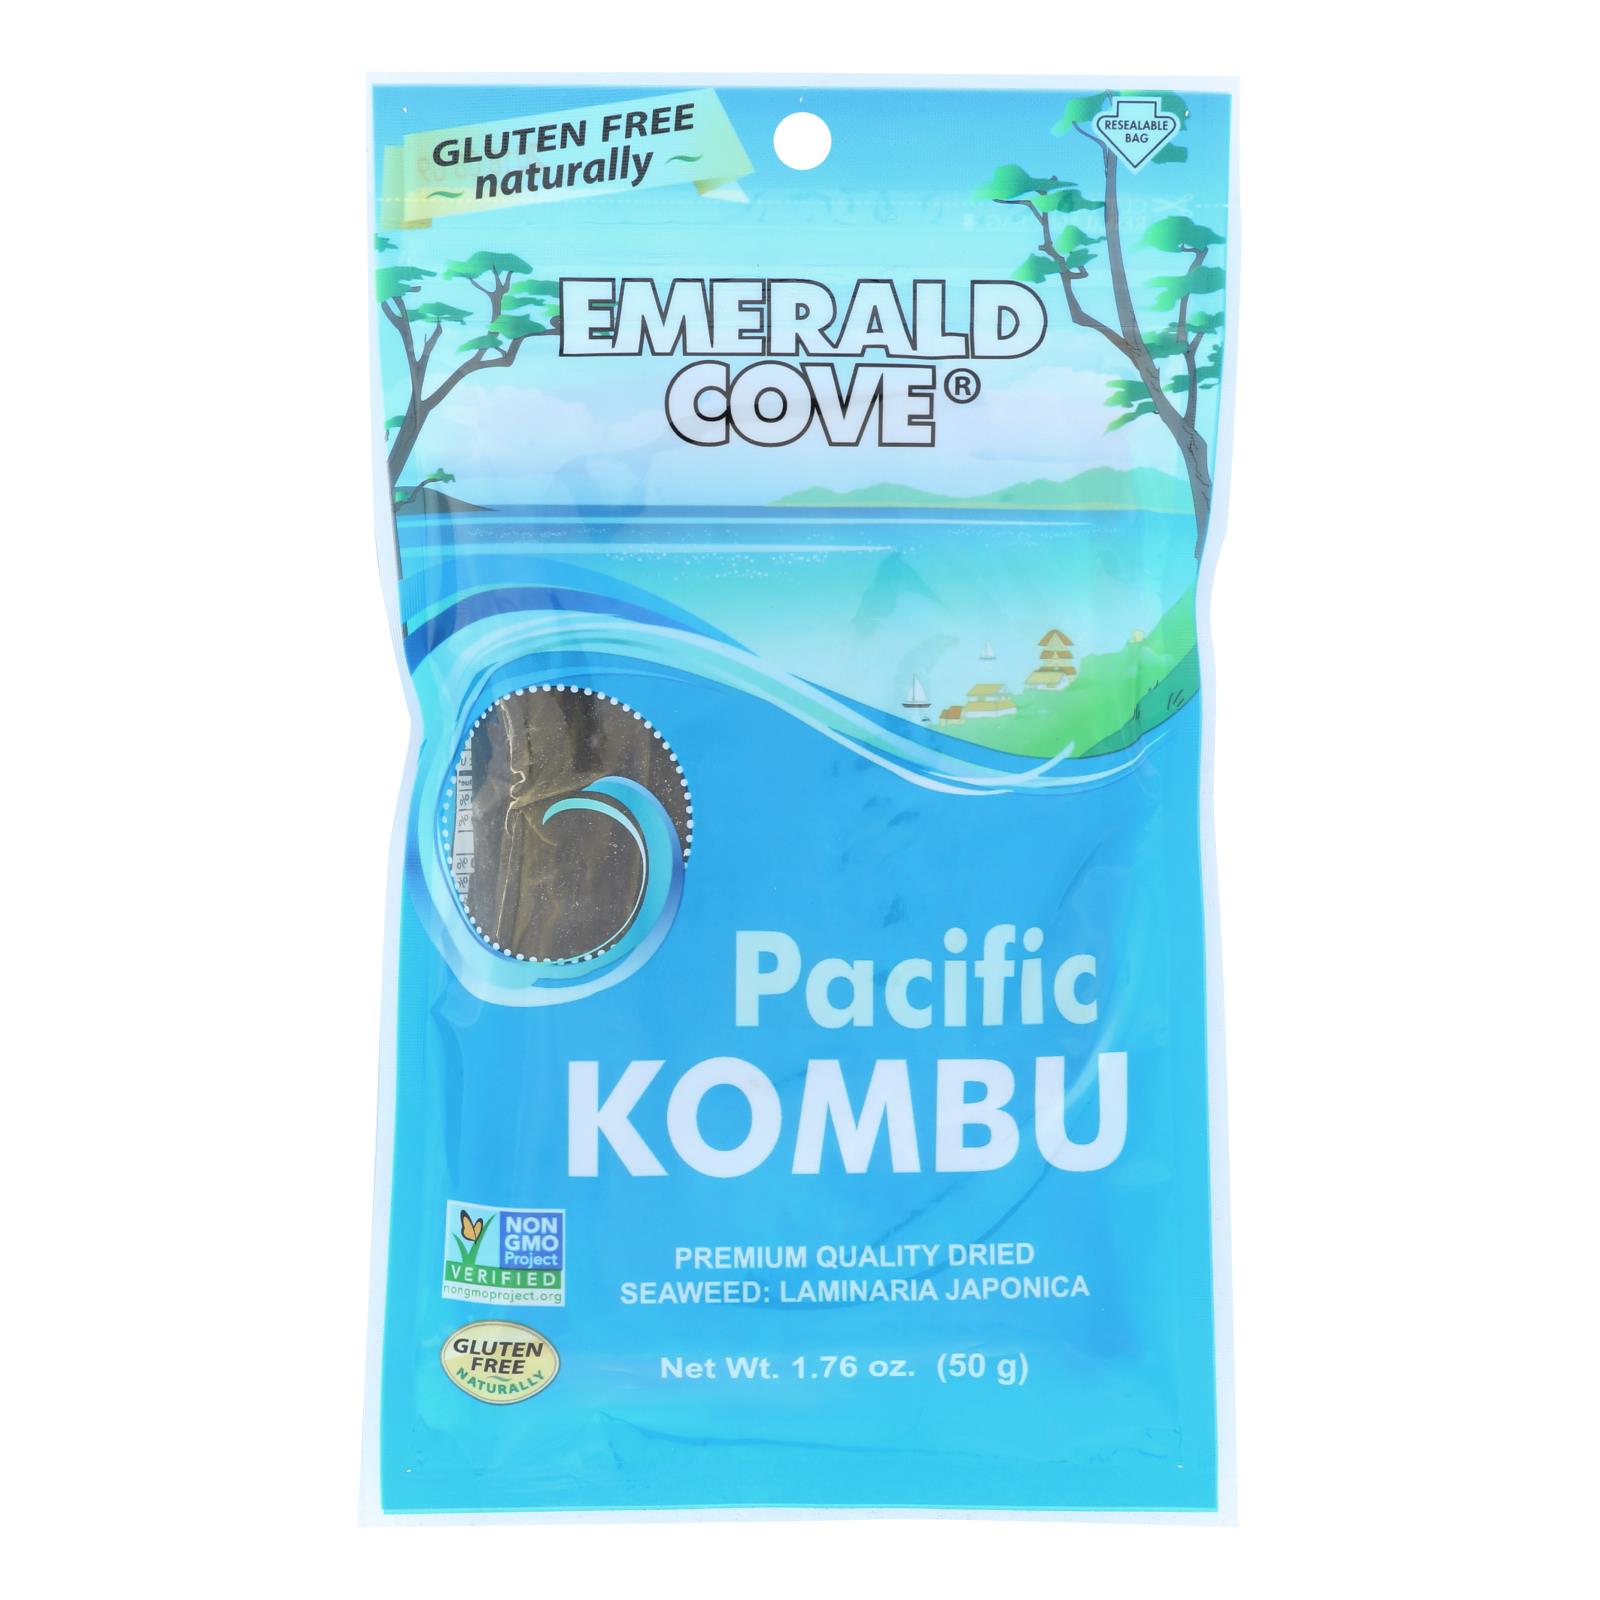 GLUTEN FREE
naturally
RESEALABLE
BAG
EMERALD
COVE®
Pacific
KOMBU
NON
GMO
Project
VERIFIED
nongmoproject.org
PREMIUM QUALITY DRIED
SEAWEED: LAMINARIA JAPONICA
GLUTEN
FREE
NATURALLY
Net Wt. 1.76 oz. (50 g)